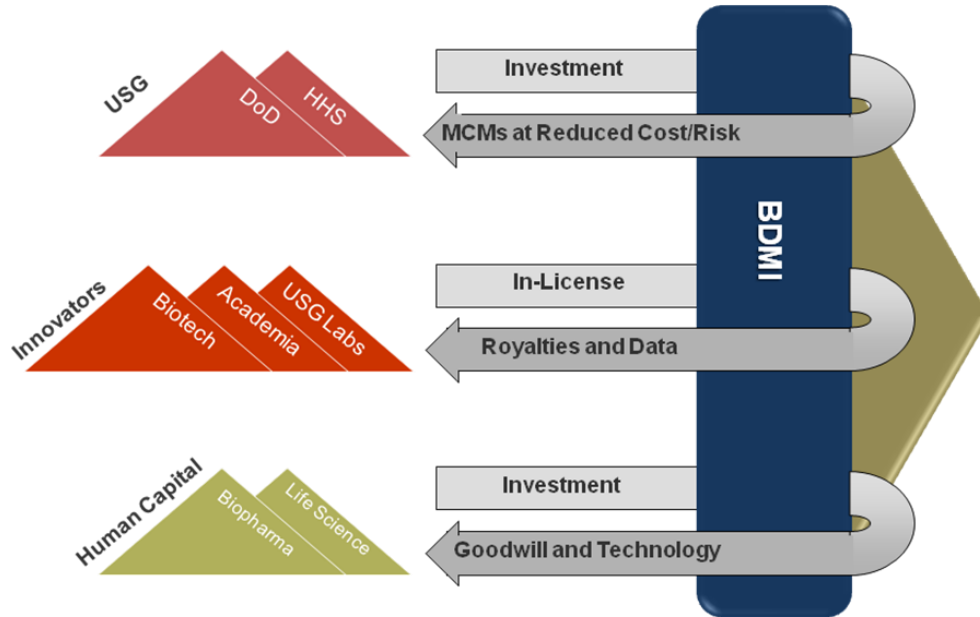 USG
DoD
HHS
Investment
MCMs at Reduced Cost/Risk
BDMI
Innovators
Biotech
Academia
USG Labs
In-License
Royalties and Data
Human Capital
Biopharma
Life Science
Investment
Goodwill and Technology